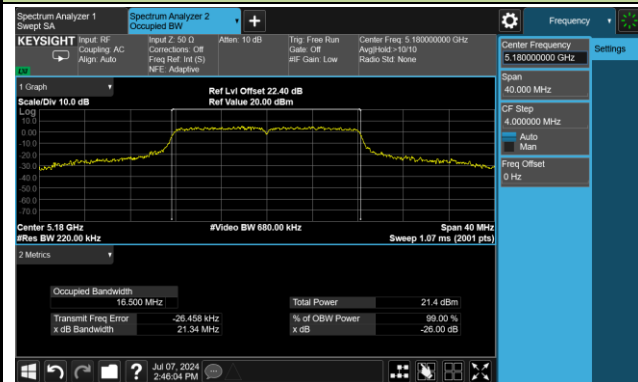 Spectrum Analyzer 1
Swept SA
Spectrum Analyzer 2
Occupied BW
Frequency
KEYSIGHT
Input: RF
Coupling: AC
Align: Auto
Input Z: 50 Ω
Corrections: Off
Freq Ref: Int (S)
NFE: Adaptive
Atten: 10 dB
Trig: Free Run
Gate: Off
#IF Gain: Low
Center Freq: 5.180000000 GHz
Avg|Hold:>10/10
Radio Std: None
Center Frequency
5.180000000 GHz
Settings
Span
40.000 MHz
CF Step
4.000000 MHz
Auto
Man
Freq Offset
0 Hz
1 Graph
Scale/Div 10.0 dB
Ref Lvl Offset 22.40 dB
Ref Value 20.00 dBm
Log
10.0
0.00
-10.0
-20.0
-30.0
-40.0
-50.0
-60.0
-70.0
Center 5.18 GHz
#Res BW 220.00 kHz
#Video BW 680.00 kHz
Span 40 MHz
Sweep 1.07 ms (2001 pts)
2 Metrics
Occupied Bandwidth
16.500 MHz
Total Power
21.4 dBm
Transmit Freq Error
-26.458 kHz
% of OBW Power
99.00 %
x dB Bandwidth
21.34 MHz
x dB
-26.00 dB
Jul 07, 2024
2:46:04 PM